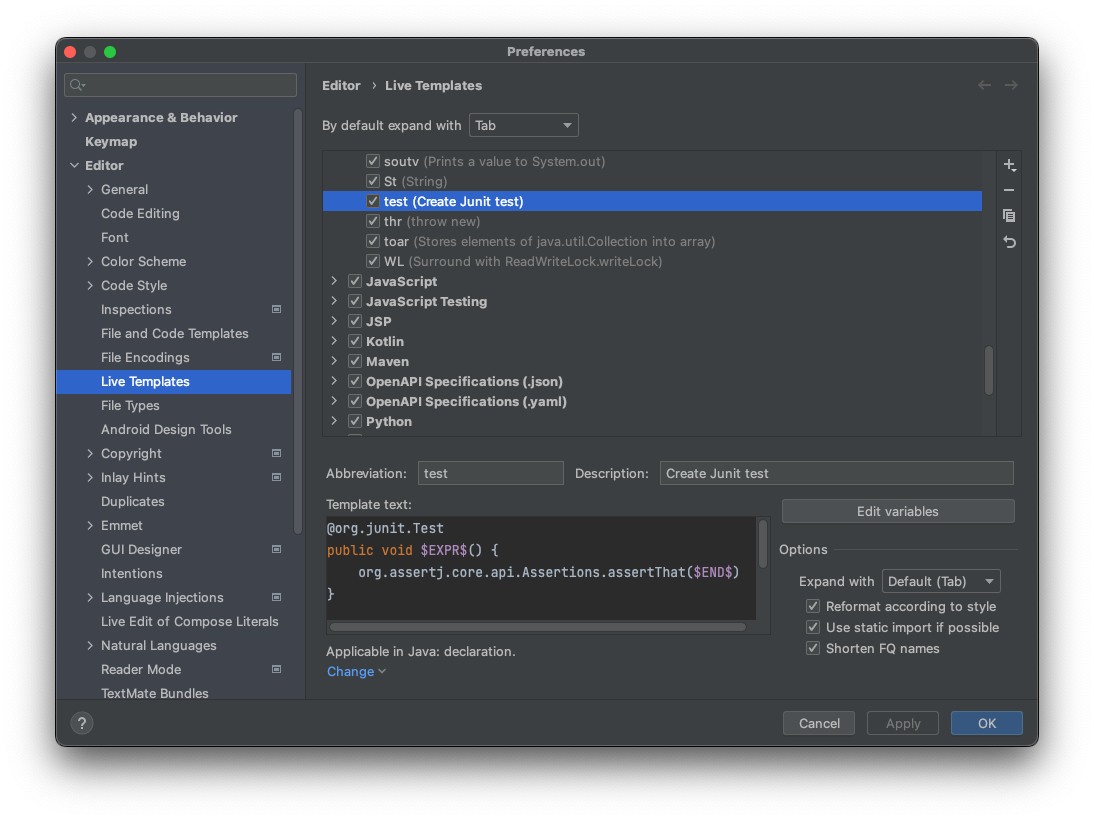 Preferences
Appearance & Behavior
Keymap
Editor
General
Code Editing
Font
Color Scheme
Code Style
Inspections
File and Code Templates
File Encodings
Live Templates
File Types
Android Design Tools
Copyright
Inlay Hints
Duplicates
Emmet
GUI Designer
Intentions
Language Injections
Live Edit of Compose Literals
Natural Languages
Reader Mode
TextMate Bundles
Editor › Live Templates
By default expand with Tab
soutv (Prints a value to System.out)
St (String)
test (Create Junit test)
thr (throw new)
toar (Stores elements of java.util.Collection into array)
WL (Surround with ReadWriteLock.writeLock)
JavaScript
JavaScript Testing
JSP
Kotlin
Maven
OpenAPI Specifications (.json)
OpenAPI Specifications (.yaml)
Python
Abbreviation: test Description: Create Junit test
Template text:
@org.junit.Test
public void $EXPR$() {
    org.assertj.core.api.Assertions.assertThat($END$)
}
Edit variables
Options
Expand with Default (Tab)
Reformat according to style
Use static import if possible
Shorten FQ names
Applicable in Java: declaration.
Change
? Cancel Apply OK